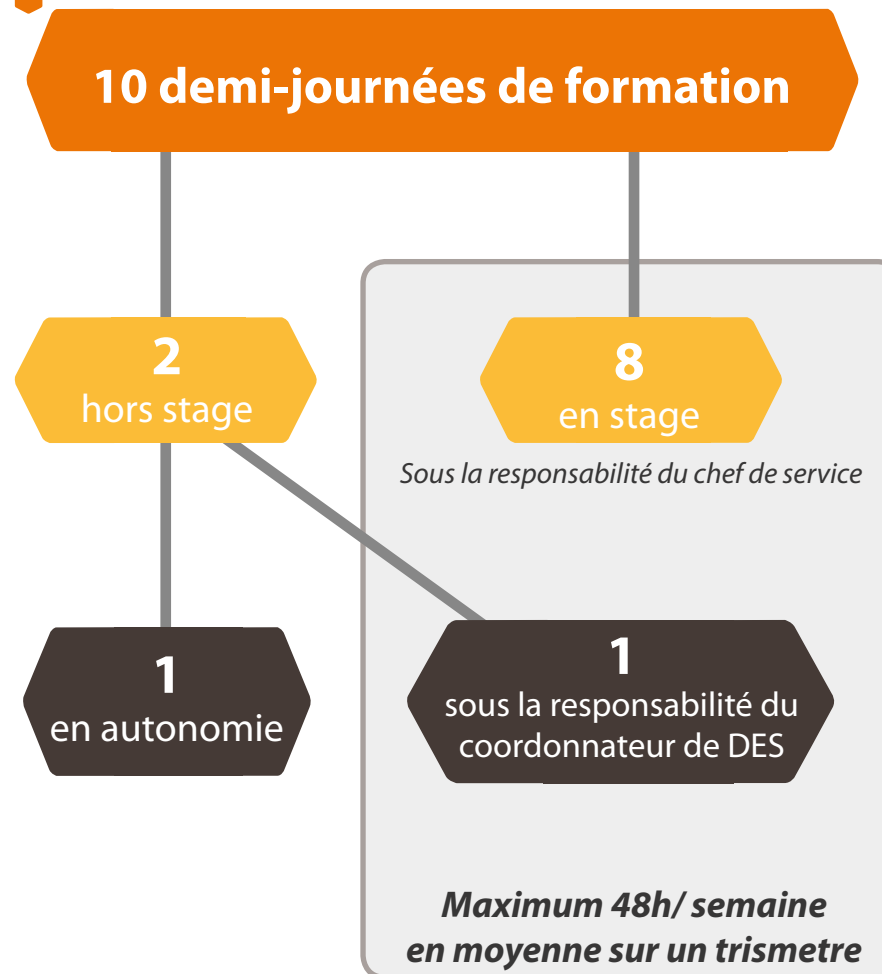 10 demi-journées de formation
2
hors stage
8
en stage
Sous la responsabilité du chef de service
1
en autonomie
1
sous la responsabilité du
coordonnateur de DES
Maximum 48h/ semaine
en moyenne sur un trismetre